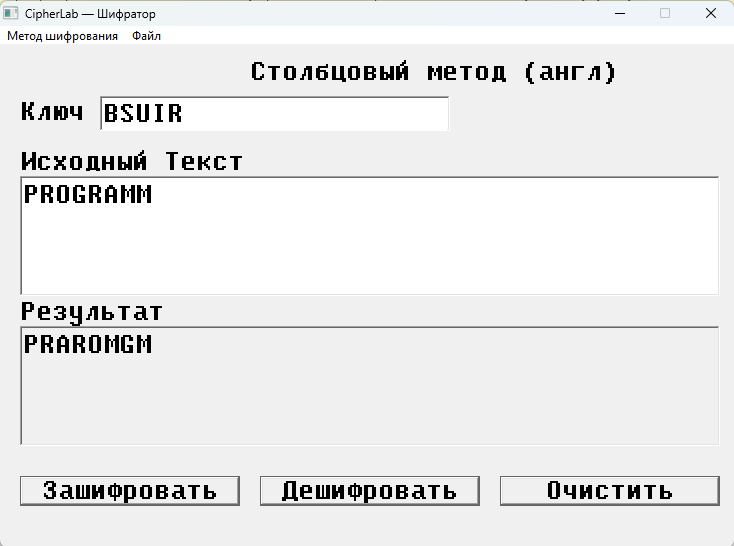 CipherLab — Шифратор
Метод шифрования Файл
Столбцовый метод (англ)
Ключ BSUIR
Исходный Текст
PROGRAMM
Результат
PRAROMGM
Зашифровать Дешифровать Очистить